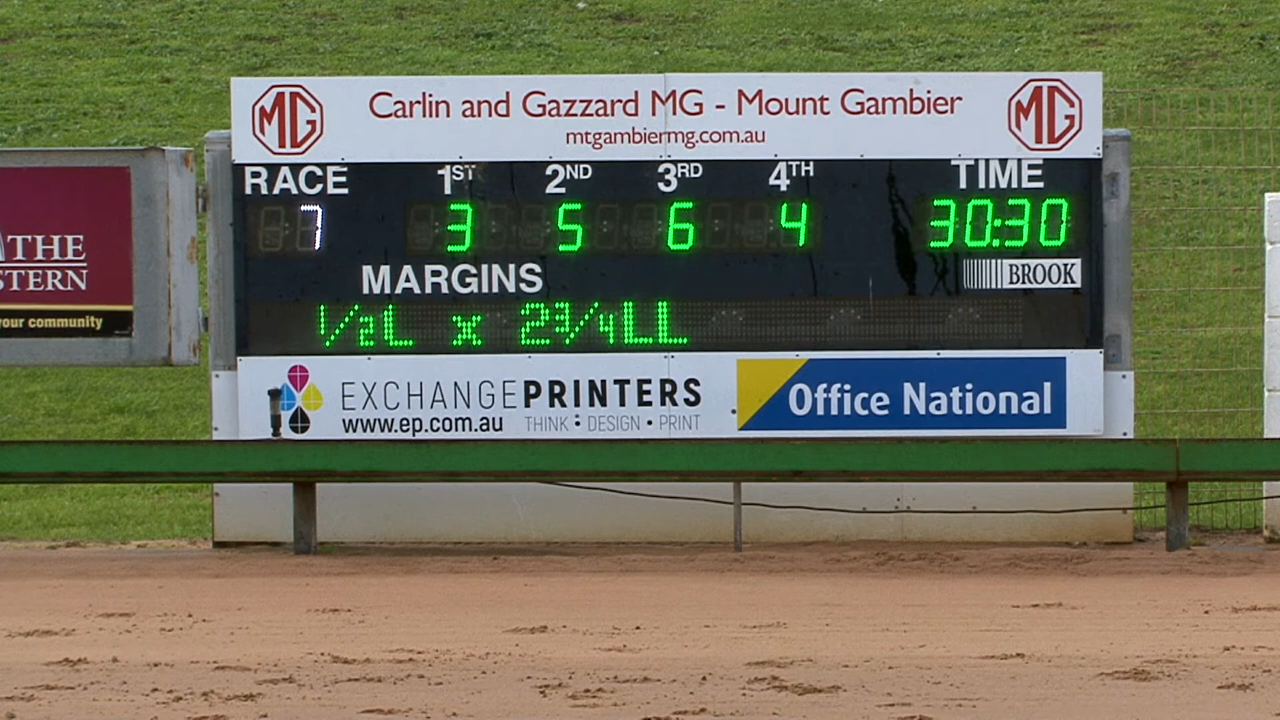 MG Carlin and Gazzard MG - Mount Gambier MG
mtgambiermg.com.au
RACE 1ST 2ND 3RD 4TH TIME
7 3 5 6 4 30:30
MARGINS
BROOK
1/2L x 23/4LL
THE
STERN
your community
EXCHANGEPRINTERS
www.ep.com.au THINK : DESIGN • PRINT
Office National